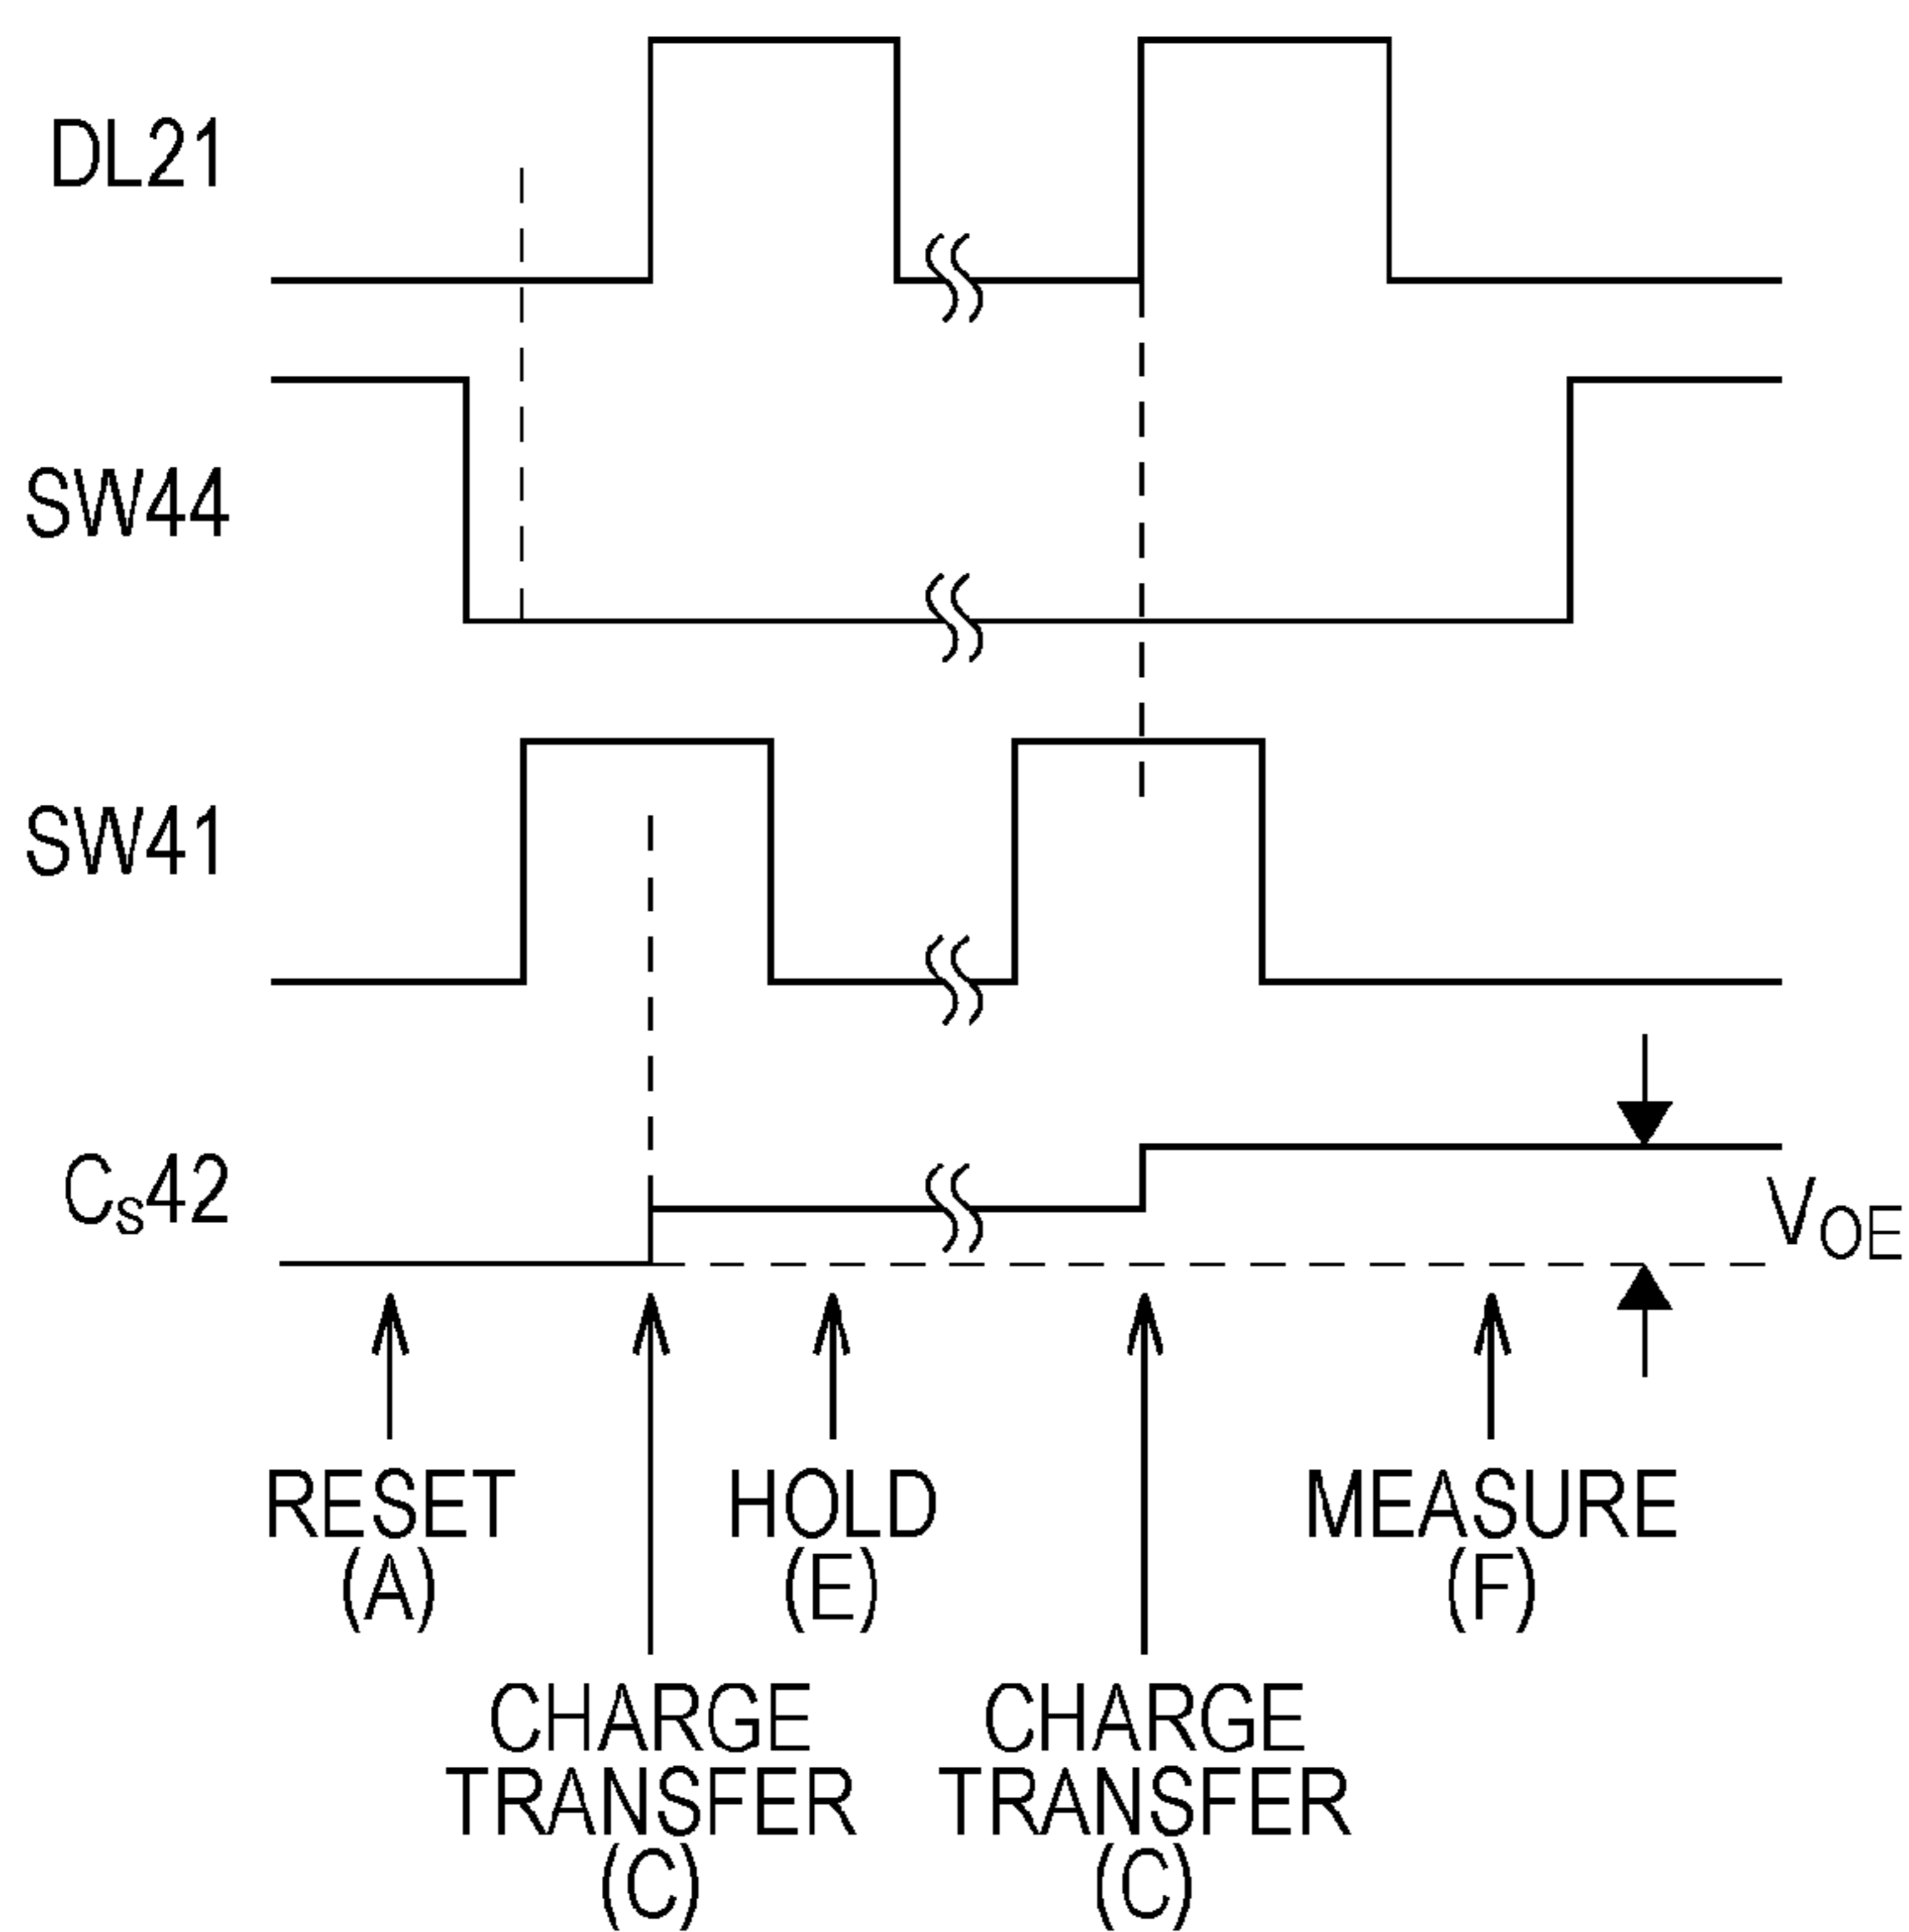 DL21
SW44
SW41
Cs42
VOE
RESET
(A)
HOLD
(E)
MEASURE
(F)
CHARGE
TRANSFER
(C)
CHARGE
TRANSFER
(C)